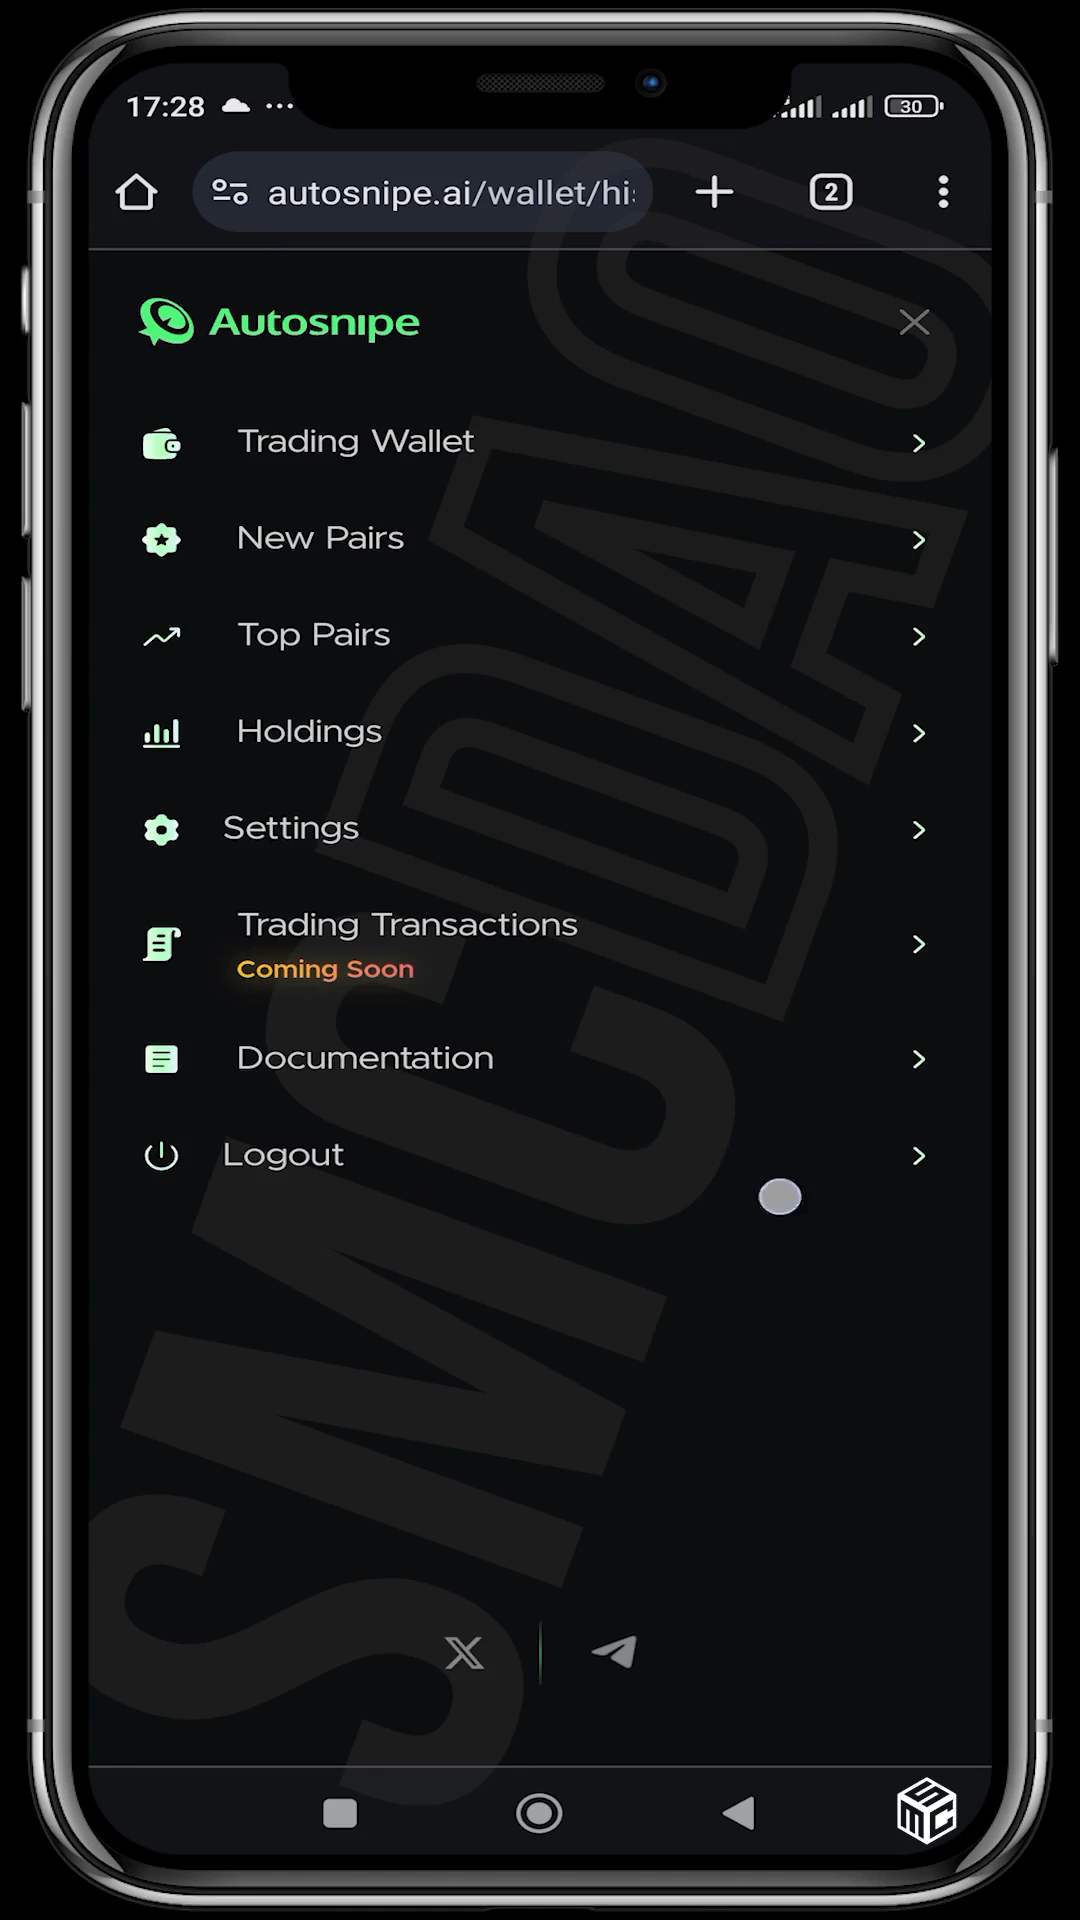 17:28
30
autosnipe.ai/wallet/hi
2
Autosnipe
Trading Wallet
New Pairs
Top Pairs
Holdings
Settings
Trading Transactions
Coming Soon
Documentation
Logout
SMCDAO
SMC